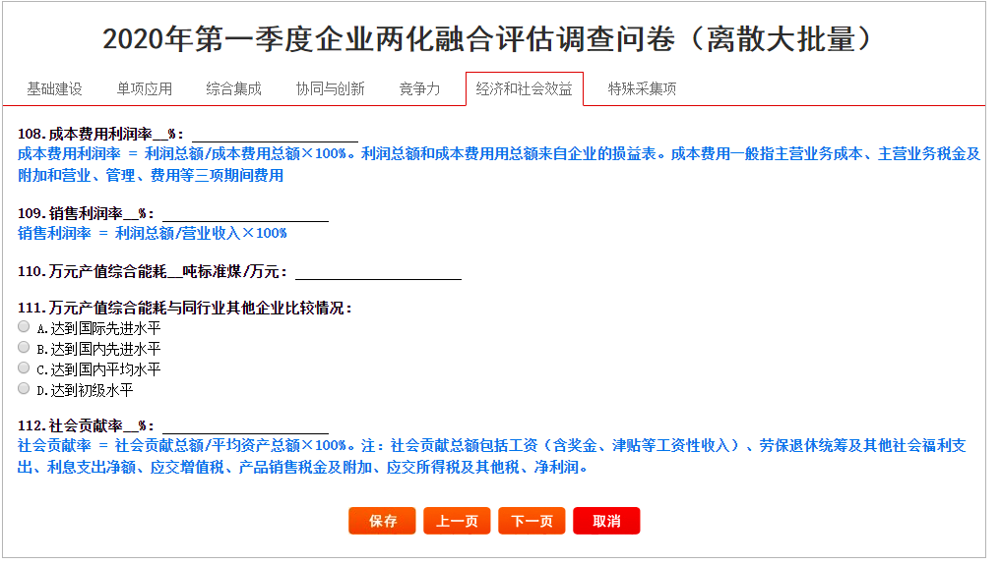 2020年第一季度企业两化融合评估调查问卷（离散大批量）
基础建设 单项应用 综合集成 协同与创新 竞争力 经济和社会效益 特殊采集项
108.成本费用利润率__%：
成本费用利润率 = 利润总额/成本费用总额×100%。利润总额和成本费用用总额来自企业的损益表。成本费用一般指主营业务成本、主营业务税金及
附加和营业、管理、费用等三项期间费用
109.销售利润率__%：
销售利润率 = 利润总额/营业收入×100%
110.万元产值综合能耗__吨标准煤/万元：
111.万元产值综合能耗与同行业其他企业比较情况：
A.达到国际先进水平
B.达到国内先进水平
C.达到国内平均水平
D.达到初级水平
112.社会贡献率__%：
社会贡献率 = 社会贡献总额/平均资产总额×100%。注：社会贡献总额包括工资（含奖金、津贴等工资性收入）、劳保退休统筹及其他社会福利支
出、利息支出净额、应交增值税、产品销售税金及附加、应交所得税及其他税、净利润。
保存 上一页 下一页 取消